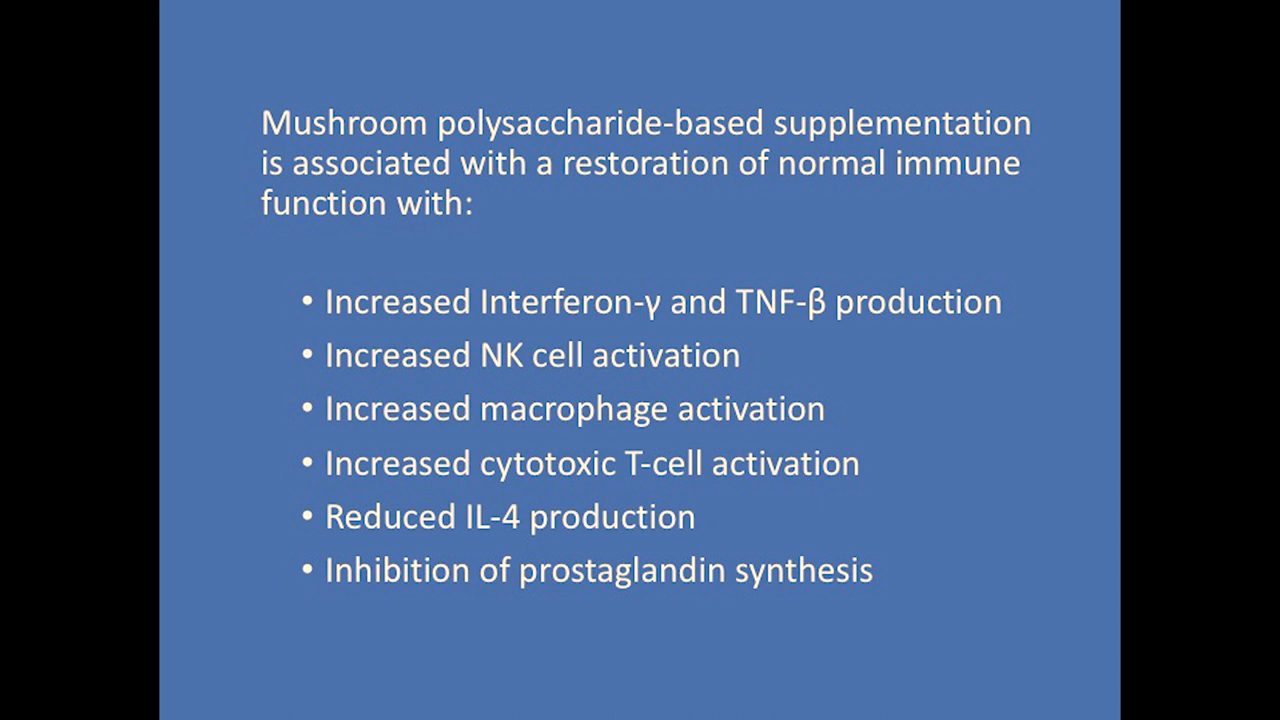 Mushroom polysaccharide-based supplementation
is associated with a restoration of normal immune
function with:
• Increased Interferon-γ and TNF-β production
• Increased NK cell activation
• Increased macrophage activation
• Increased cytotoxic T-cell activation
• Reduced IL-4 production
• Inhibition of prostaglandin synthesis